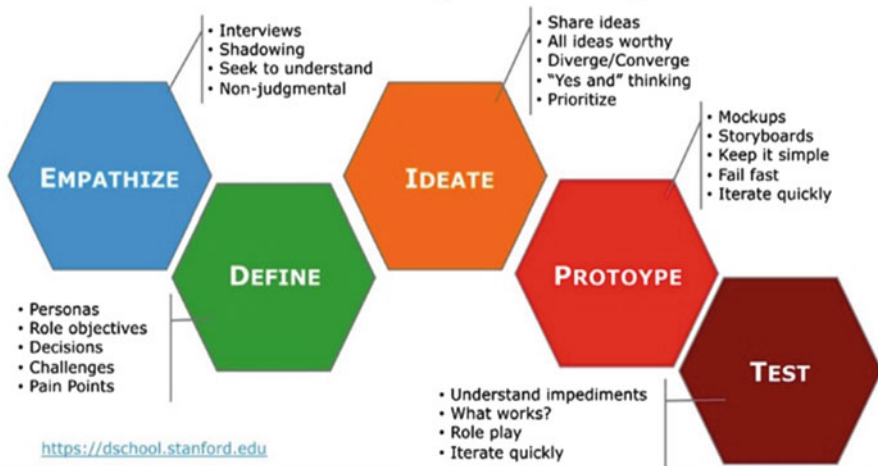 • Interviews
• Shadowing
• Seek to understand
• Non-judgmental
EMPATHIZE
• Personas
• Role objectives
• Decisions
• Challenges
• Pain Points
DEFINE
• Share ideas
• All ideas worthy
• Diverge/Converge
• "Yes and" thinking
• Prioritize
IDEATE
• Mockups
• Storyboards
• Keep it simple
• Fail fast
• Iterate quickly
PROTOYPE
• Understand impediments
• What works?
• Role play
• Iterate quickly
TEST
https://dschool.stanford.edu